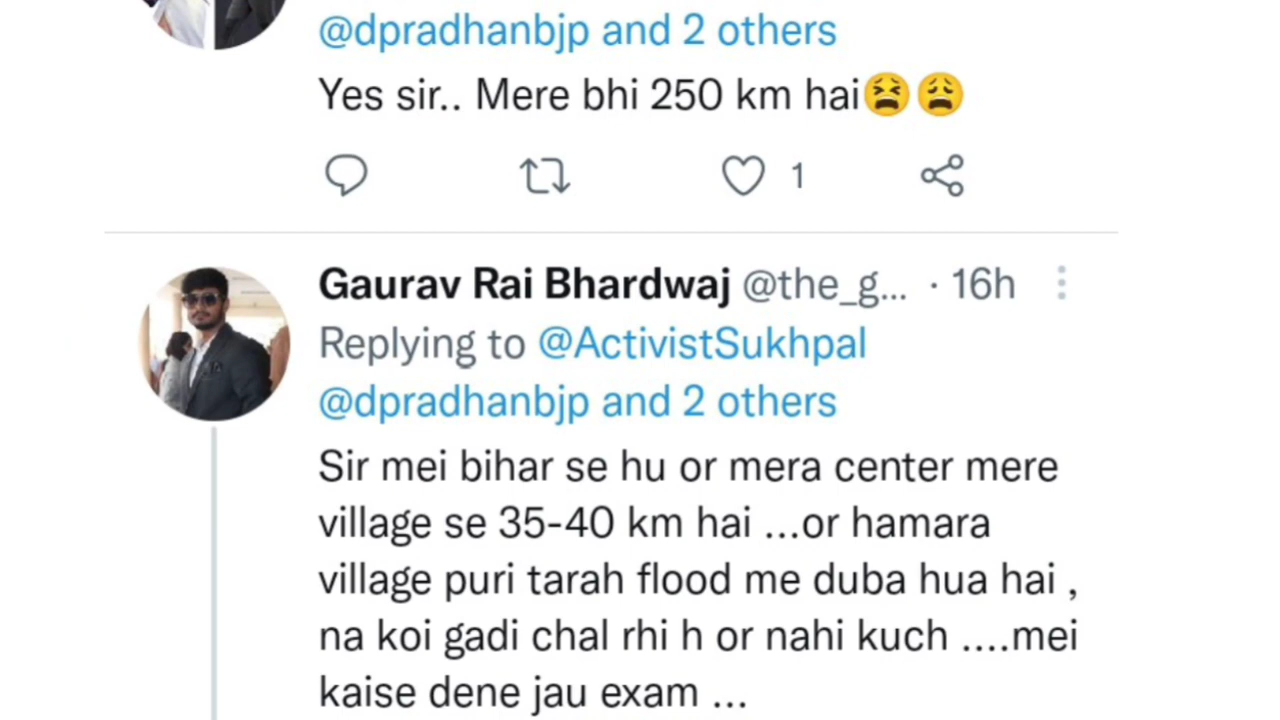 @dpradhanbjp and 2 others
Yes sir.. Mere bhi 250 km hai😫😩
1
Gaurav Rai Bhardwaj @the_g... · 16h
Replying to @ActivistSukhpal
@dpradhanbjp and 2 others
Sir mei bihar se hu or mera center mere
village se 35-40 km hai ...or hamara
village puri tarah flood me duba hua hai ,
na koi gadi chal rhi h or nahi kuch ....mei
kaise dene jau exam ...